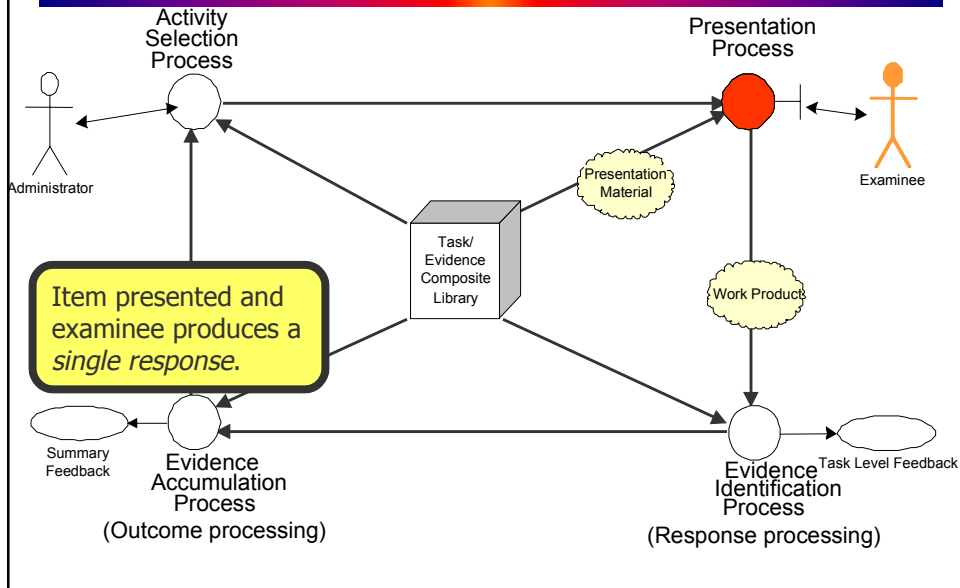 Activity
Selection
Process
Presentation
Process
Administrator
Examinee
Presentation
Material
Task/
Evidence
Composite
Library
Work Product
Item presented and
examinee produces a
single response.
Summary
Feedback
Evidence
Accumulation
Process
(Outcome processing)
Evidence
Identification
Process
(Response processing)
Task Level Feedback